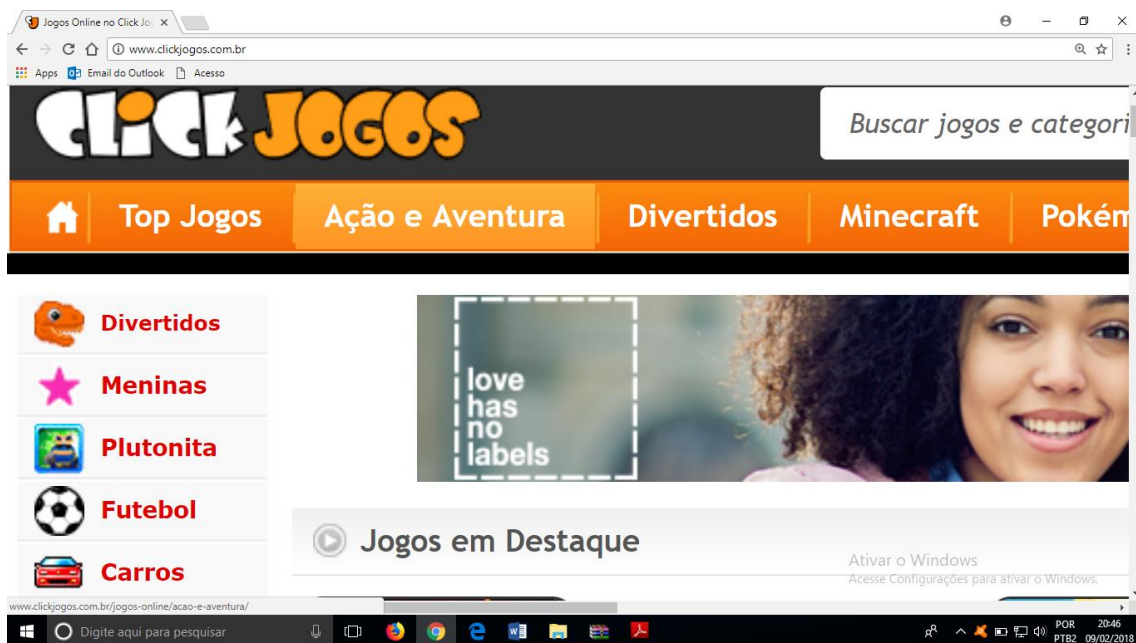 Jogos Online no Click Jo
www.clickjogos.com.br
Apps Email do Outlook Acesso
CLICK JOGOS
Buscar jogos e categori
Top Jogos Ação e Aventura Divertidos Minecraft Pokém
Divertidos
Meninas
Plutonita
Futebol
Carros
love
has
no
labels
Jogos em Destaque
Ativar o Windows
Acesse Configurações para ativar o Windows.
www.clickjogos.com.br/jogos-online/acao-e-aventura/
Digite aqui para pesquisar
POR 20:46
PTB2 09/02/2018